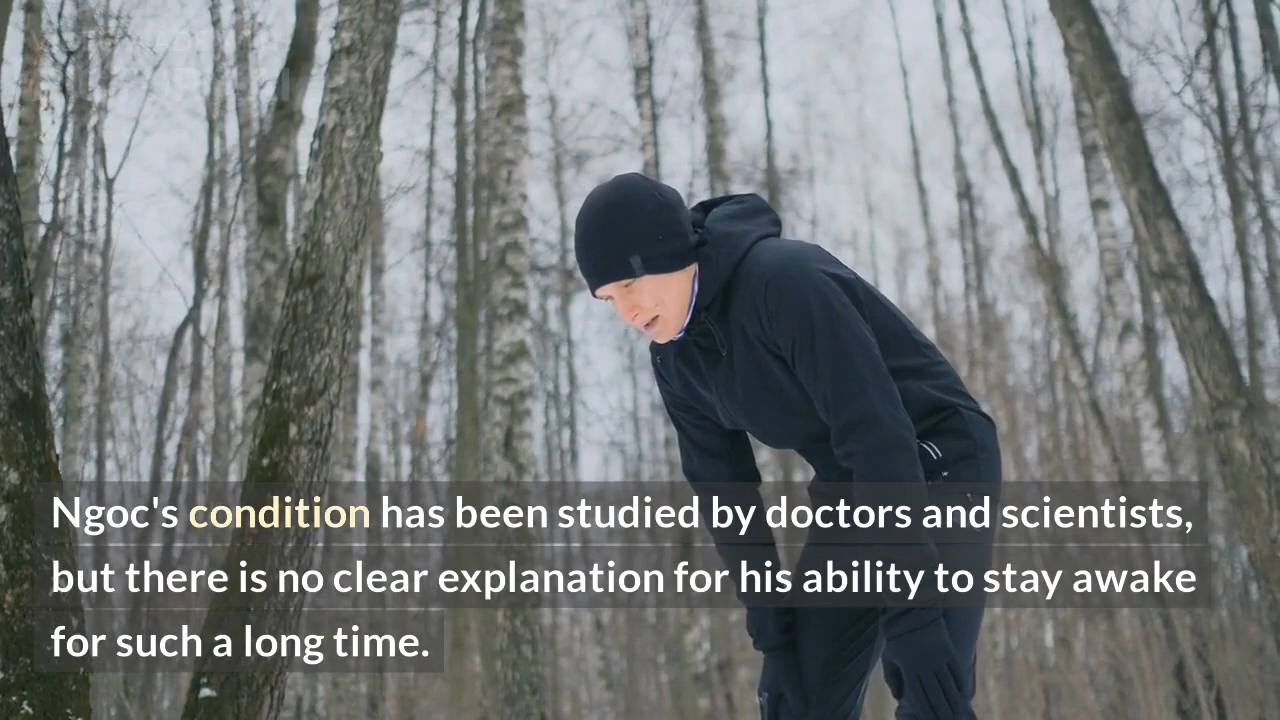 Ngoc's condition has been studied by doctors and scientists,
but there is no clear explanation for his ability to stay awake
for such a long time.